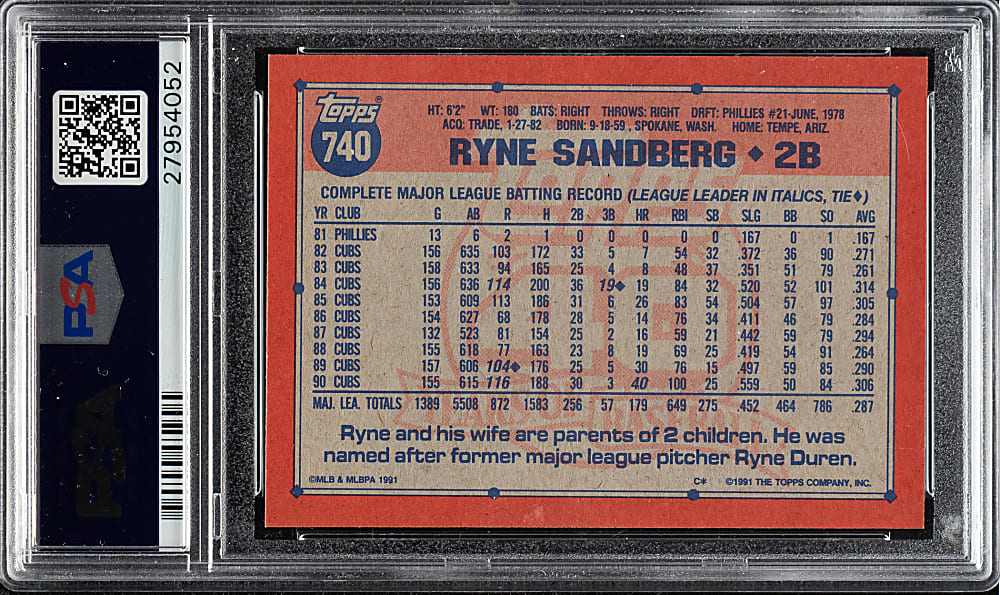 27954052
PSA
PSA
Topps®
740
HT: 6'2" WT: 180 BATS: RIGHT THROWS: RIGHT DRFT: PHILLIES #21-JUNE, 1978
ACQ: TRADE, 1-27-82 BORN: 9-18-59, SPOKANE, WASH. HOME: TEMPE, ARIZ.
RYNE SANDBERG ◆ 2B
COMPLETE MAJOR LEAGUE BATTING RECORD (LEAGUE LEADER IN ITALICS, TIE◆)
YR CLUB G AB R H 2B 3B HR RBI SB SLG BB SO AVG
81 PHILLIES 13 6 2 1 0 0 0 0 0 .167 0 1 .167
82 CUBS 156 635 103 172 33 5 7 54 32 .372 36 90 .271
83 CUBS 158 633 94 165 25 4 8 48 37 .351 51 79 .261
84 CUBS 156 636 114 200 36 19◆ 19 84 32 .520 52 101 .314
85 CUBS 153 609 113 186 31 6 26 83 54 .504 57 97 .305
86 CUBS 154 627 68 178 28 5 14 76 34 .411 46 79 .284
87 CUBS 132 523 81 154 25 2 16 59 21 .442 59 79 .294
88 CUBS 155 618 77 163 23 8 19 69 25 .419 54 91 .264
89 CUBS 157 606 104◆ 176 25 5 30 76 15 .497 59 85 .290
90 CUBS 155 615 116 188 30 3 40 100 25 .559 50 84 .306
MAJ. LEA. TOTALS 1389 5508 872 1583 256 57 179 649 275 .452 464 786 .287
Ryne and his wife are parents of 2 children. He was
named after former major league pitcher Ryne Duren.
©MLB & MLBPA 1991 C* ©1991 THE TOPPS COMPANY, INC.